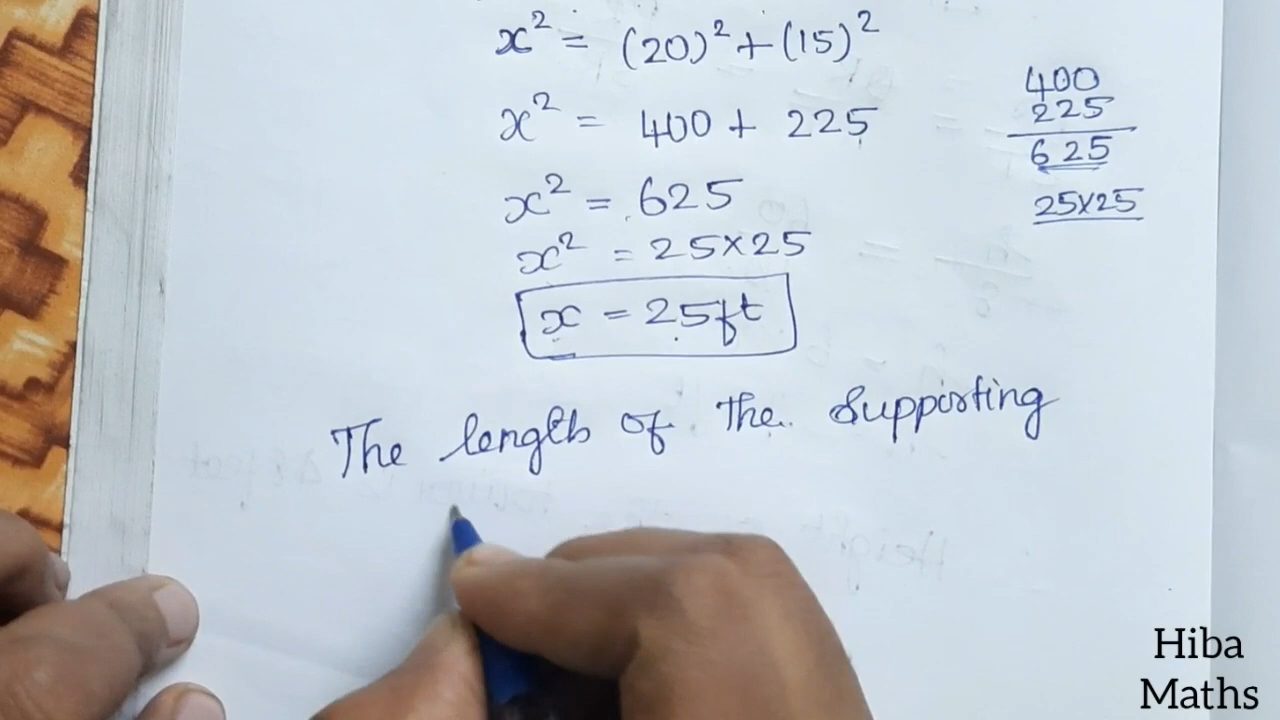 x² = (20)² + (15)²
x² = 400 + 225
x² = 625
x² = 25×25
x = 25ft
400
225
625
25×25
The length of the supporting
Hiba
Maths